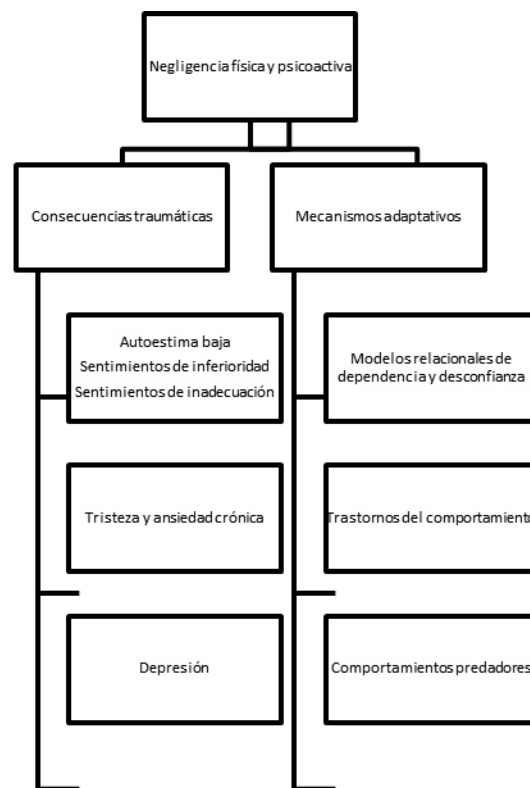 Negligencia física y psicoactiva
Consecuencias traumáticas
Mecanismos adaptativos
Autoestima baja
Sentimientos de inferioridad
Sentimientos de inadecuación
Modelos relacionales de
dependencia y desconfianza
Tristeza y ansiedad crónica
Trastornos del comportamiento
Depresión
Comportamientos predadores